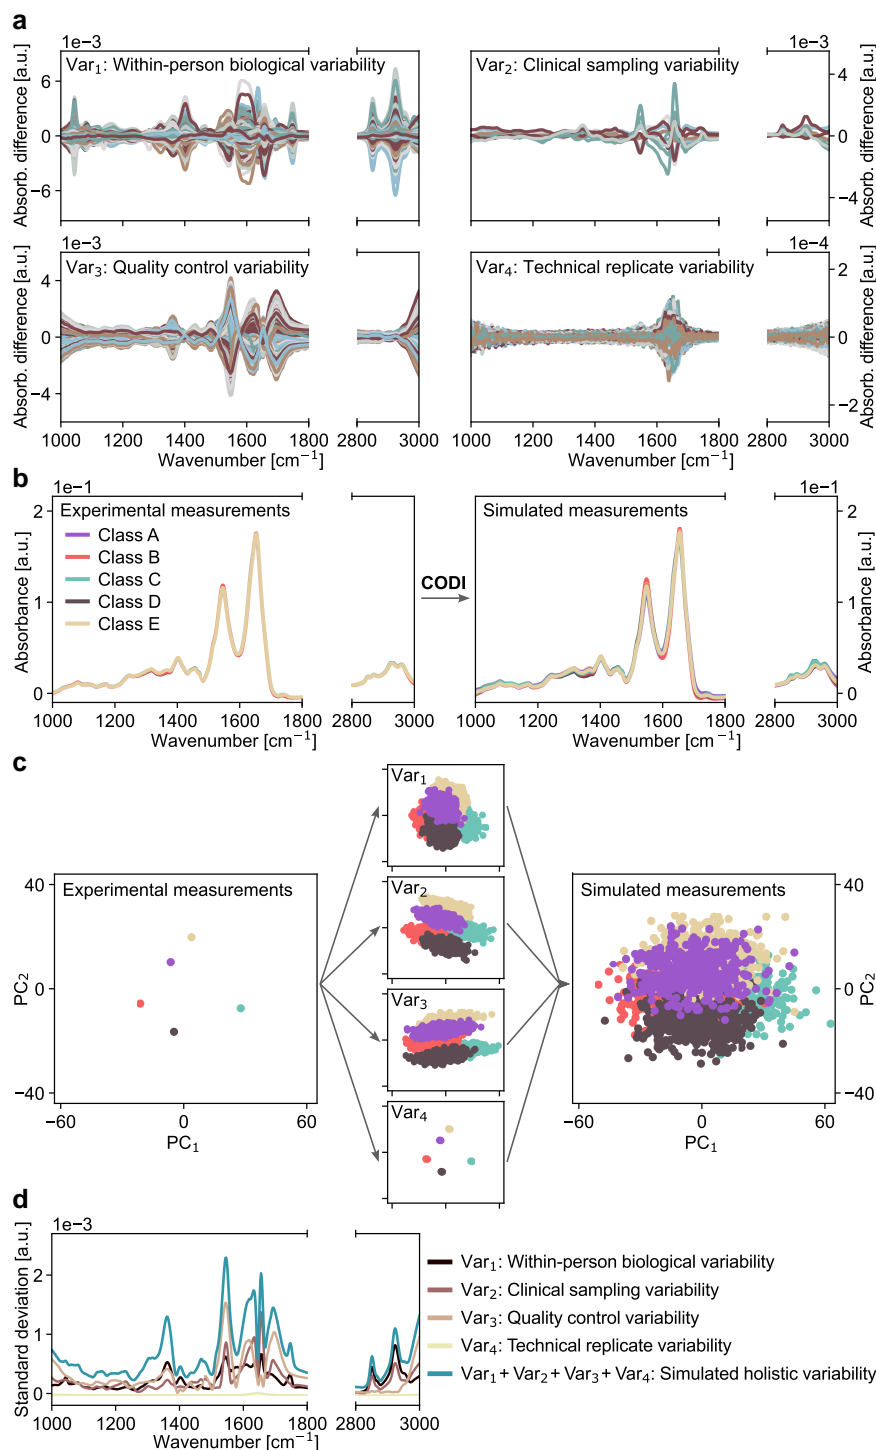 a
1e−3
Var1: Within-person biological variability
Absorb. difference [a.u.]
6
0
−6
1e−3
Var2: Clinical sampling variability
Absorb. difference [a.u.]
4
0
−4
1e−3
Var3: Quality control variability
Absorb. difference [a.u.]
4
0
−4
1000 1200 1400 1600 1800 2800 3000
Wavenumber [cm−1]
1e−4
Var4: Technical replicate variability
Absorb. difference [a.u.]
2
0
−2
1000 1200 1400 1600 1800 2800 3000
Wavenumber [cm−1]
b
1e−1
Experimental measurements
Class A
Class B
Class C
Class D
Class E
Absorbance [a.u.]
2
1
0
1000 1200 1400 1600 1800 2800 3000
Wavenumber [cm−1]
CODI
1e−1
Simulated measurements
Absorbance [a.u.]
2
1
0
1000 1200 1400 1600 1800 2800 3000
Wavenumber [cm−1]
c
Experimental measurements
PC2
40
0
−40
−60 0 60
PC1
Var1
Var2
Var3
Var4
Simulated measurements
PC2
40
0
−40
−60 0 60
PC1
d
1e−3
Standard deviation [a.u.]
2
1
0
1000 1200 1400 1600 1800 2800 3000
Wavenumber [cm−1]
Var1: Within-person biological variability
Var2: Clinical sampling variability
Var3: Quality control variability
Var4: Technical replicate variability
Var1 + Var2 + Var3 + Var4: Simulated holistic variability